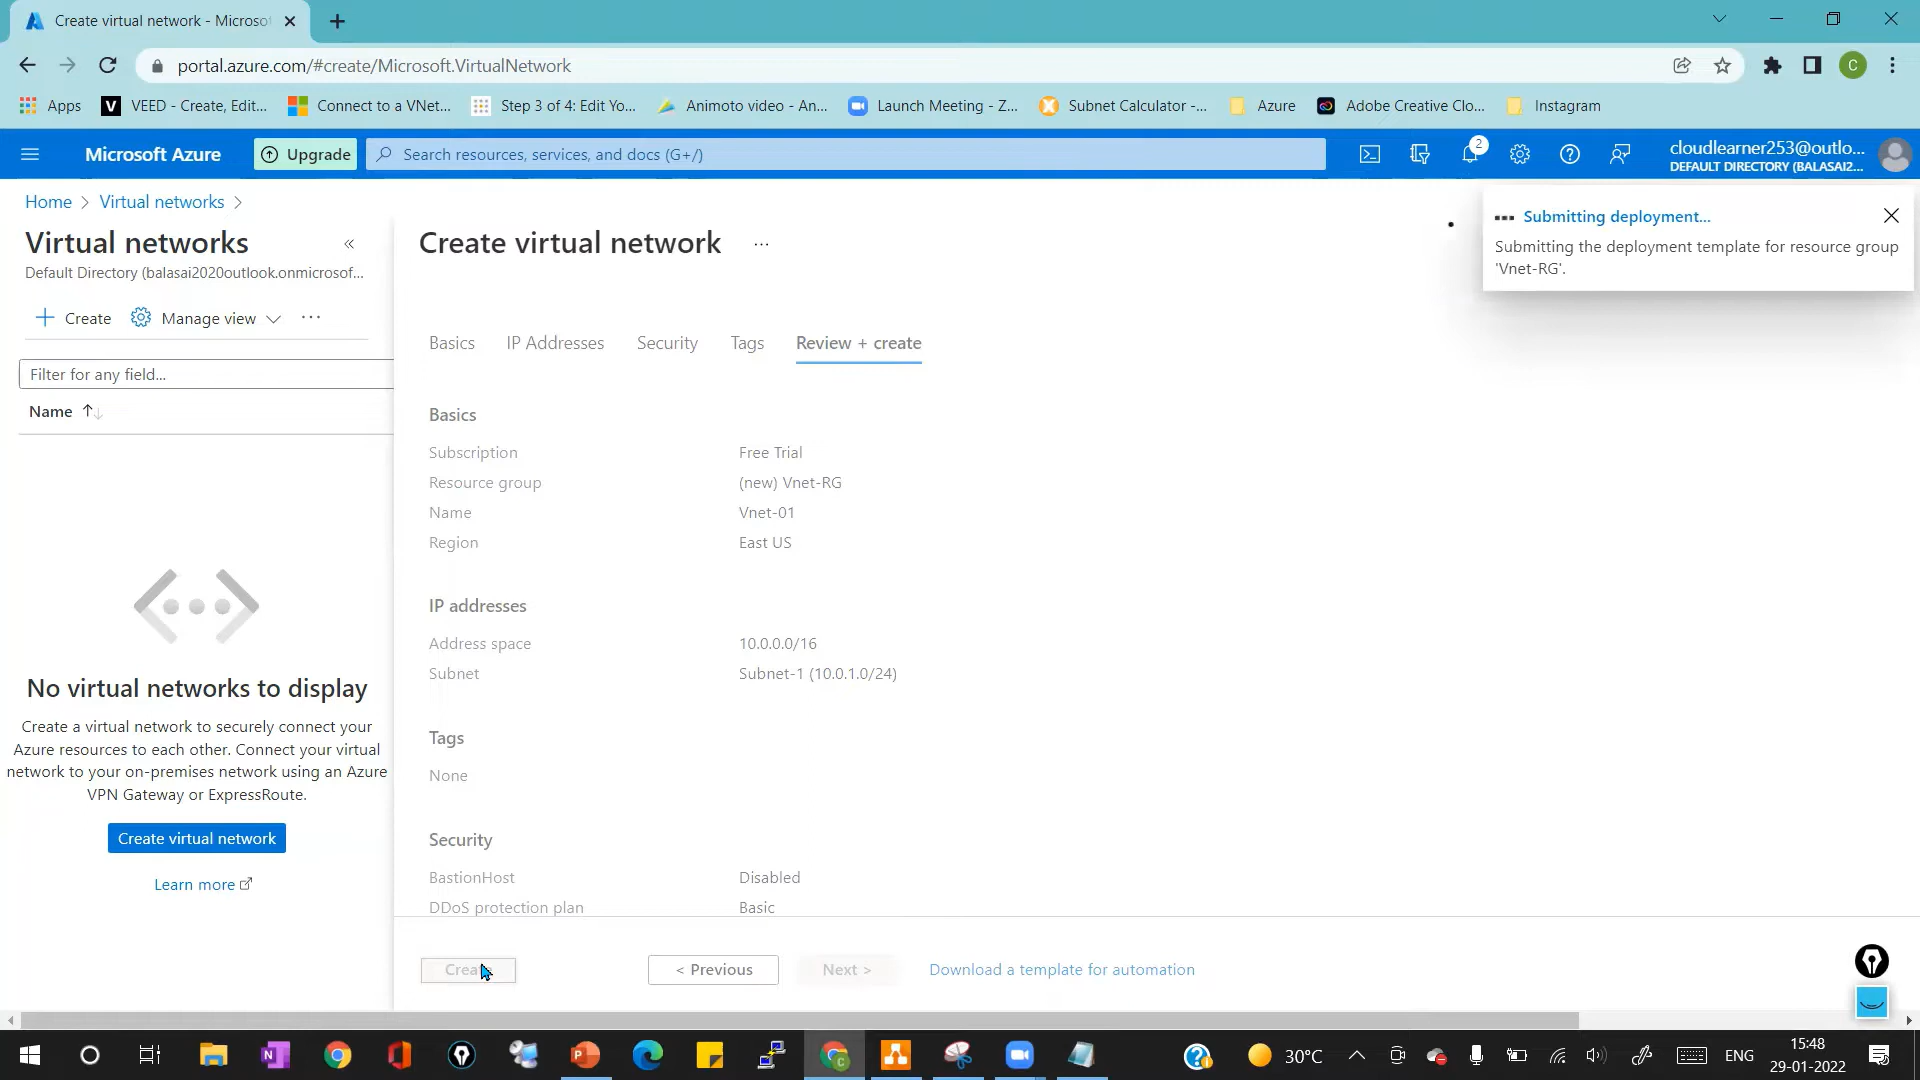 Create virtual network - Microso
portal.azure.com/#create/Microsoft.VirtualNetwork
C
Apps
VEED - Create, Edit...
Connect to a VNet...
Step 3 of 4: Edit Yo...
Animoto video - An...
Launch Meeting - Z...
Subnet Calculator -...
Azure
Adobe Creative Clo...
Instagram
Microsoft Azure
Upgrade
Search resources, services, and docs (G+/)
2
cloudlearner253@outlo...
DEFAULT DIRECTORY (BALASAI2...
Home > Virtual networks >
Virtual networks
Default Directory (balasai2020outlook.onmicrosof...
Create
Manage view
...
Filter for any field...
Name
No virtual networks to display
Create a virtual network to securely connect your
Azure resources to each other. Connect your virtual
network to your on-premises network using an Azure
VPN Gateway or ExpressRoute.
Create virtual network
Learn more
Create virtual network
...
Submitting deployment...
Submitting the deployment template for resource group
'Vnet-RG'.
Basics
IP Addresses
Security
Tags
Review + create
Basics
Subscription Free Trial
Resource group (new) Vnet-RG
Name Vnet-01
Region East US
IP addresses
Address space 10.0.0.0/16
Subnet Subnet-1 (10.0.1.0/24)
Tags
None
Security
BastionHost Disabled
DDoS protection plan Basic
Create
< Previous
Next >
Download a template for automation
30°C
ENG
15:48
29-01-2022